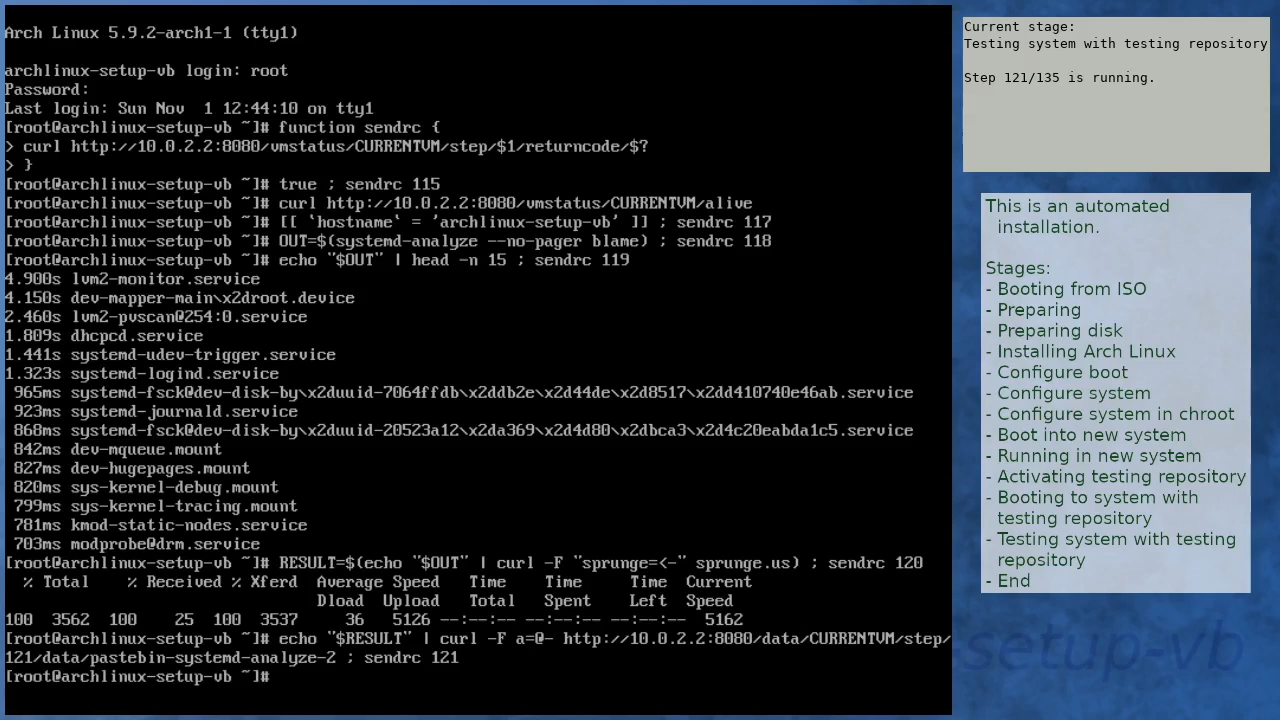 Arch Linux 5.9.2-arch1-1 (tty1)
archlinux-setup-vb login: root
Password:
Last login: Sun Nov  1 12:44:10 on tty1
[root@archlinux-setup-vb ~]# function sendrc {
> curl http://10.0.2.2:8080/vmstatus/CURRENTVM/step/$1/returncode/$?
> }
[root@archlinux-setup-vb ~]# true ; sendrc 115
[root@archlinux-setup-vb ~]# curl http://10.0.2.2:8080/vmstatus/CURRENTVM/alive
[root@archlinux-setup-vb ~]# [[ `hostname` = 'archlinux-setup-vb' ]] ; sendrc 117
[root@archlinux-setup-vb ~]# OUT=$(systemd-analyze --no-pager blame) ; sendrc 118
[root@archlinux-setup-vb ~]# echo "$OUT" | head -n 15 ; sendrc 119
4.900s lvm2-monitor.service
4.150s dev-mapper-main\x2droot.device
2.460s lvm2-pvscan@254:0.service
1.809s dhcpcd.service
1.441s systemd-udev-trigger.service
1.323s systemd-logind.service
 965ms systemd-fsck@dev-disk-by\x2duuid-7064ffdb\x2ddb2e\x2d44de\x2d8517\x2dd410740e46ab.service
 923ms systemd-journald.service
 868ms systemd-fsck@dev-disk-by\x2duuid-20523a12\x2da369\x2d4d80\x2dbca3\x2d4c20eabda1c5.service
 842ms dev-mqueue.mount
 827ms dev-hugepages.mount
 820ms sys-kernel-debug.mount
 799ms sys-kernel-tracing.mount
 781ms kmod-static-nodes.service
 703ms modprobe@drm.service
[root@archlinux-setup-vb ~]# RESULT=$(echo "$OUT" | curl -F "sprunge=<-" sprunge.us) ; sendrc 120
  % Total    % Received % Xferd  Average Speed   Time    Time     Time  Current
                                 Dload  Upload   Total   Spent    Left  Speed
100  3562  100    25  100  3537     36   5126 --:--:-- --:--:-- --:--:--  5162
[root@archlinux-setup-vb ~]# echo "$RESULT" | curl -F a=@- http://10.0.2.2:8080/data/CURRENTVM/step/
121/data/pastebin-systemd-analyze-2 ; sendrc 121
[root@archlinux-setup-vb ~]#
Current stage:
Testing system with testing repository
Step 121/135 is running.
This is an automated
installation.
Stages:
- Booting from ISO
- Preparing
- Preparing disk
- Installing Arch Linux
- Configure boot
- Configure system
- Configure system in chroot
- Boot into new system
- Running in new system
- Activating testing repository
- Booting to system with
testing repository
- Testing system with testing
repository
- End
setup-vb